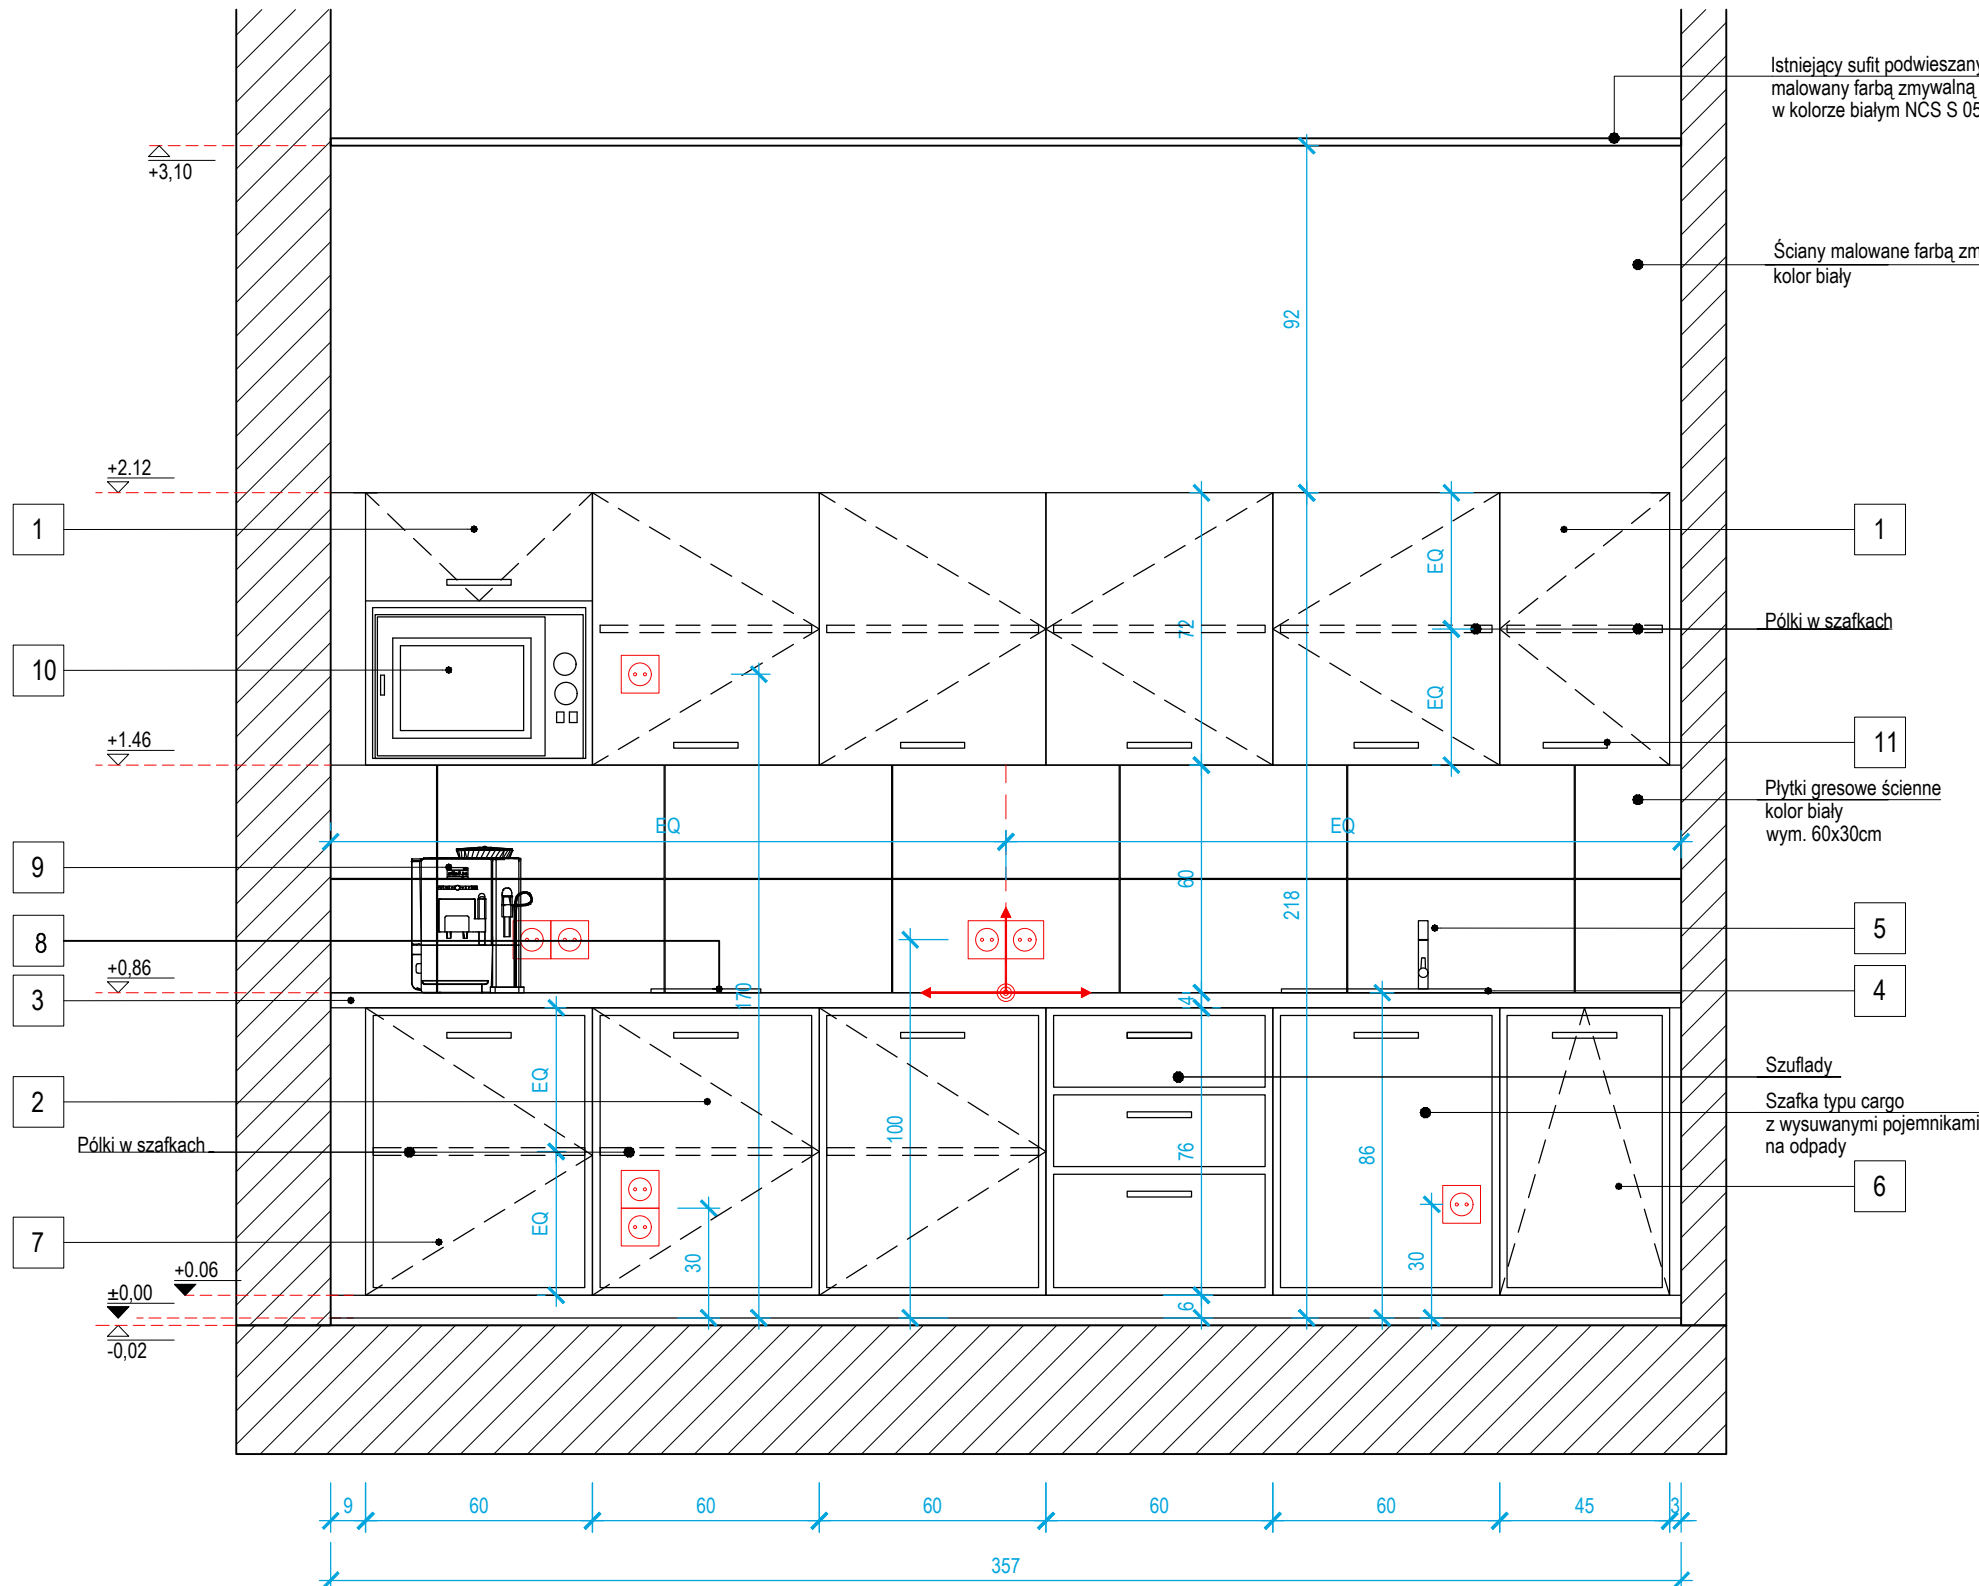 Istniejący sufit podwieszany
malowany farbą zmywalną
w kolorze białym NCS S 05
+3,10
Ściany malowane farbą zm
kolor biały
92
+2.12
1
1
EQ
72
Pólki w szafkach
10
EQ
+1.46
11
Płytki gresowe ścienne
kolor biały
wym. 60x30cm
EQ
EQ
9
60
218
5
8
+0,86
3
170
4
4
Szuflady
EQ
2
Szafka typu cargo
z wysuwanymi pojemnikami
na odpady
100
76
86
Pólki w szafkach
6
EQ
7
30
30
+0.06
±0,00
6
-0,02
9
60
60
60
60
60
45
3
357